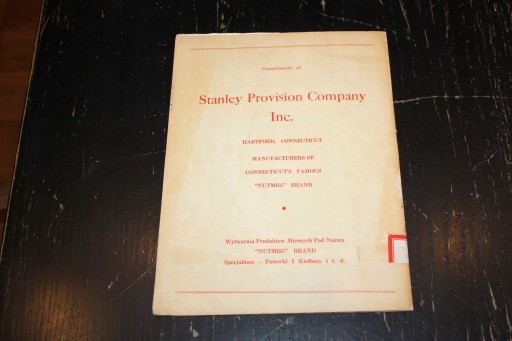 Compliments of
Stanley Provision Company
Inc.
HARTFORD, CONNECTICUT
MANUFACTURERS OF
CONNECTICUT'S FAMOUS
"NUTMEG" BRAND
Wytwornia Produktow Miesnych Pod Nazwa
"NUTMEG" BRAND
Specjalnosc - Parowki I Kielbasy i t. d.